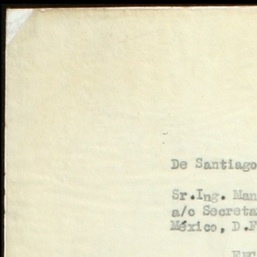 De Santiago
Sr.Ing. Man
a/c Secreta
México, D.F